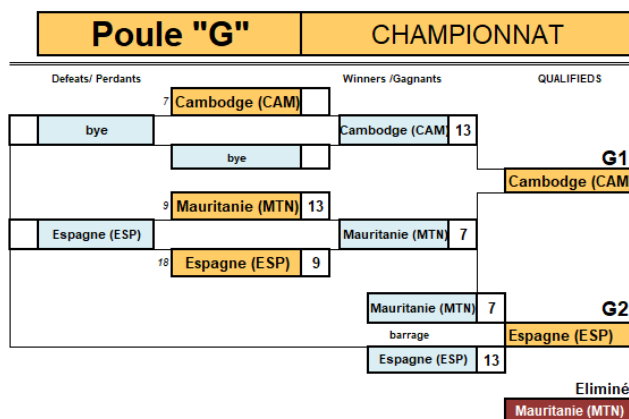 Poule "G" CHAMPIONNAT
Defeats/ Perdants Winners /Gagnants QUALIFIEDS
7 Cambodge (CAM)
bye Cambodge (CAM) 13
bye G1
Cambodge (CAM
9 Mauritanie (MTN) 13
Espagne (ESP) Mauritanie (MTN) 7
18 Espagne (ESP) 9
Mauritanie (MTN) 7 G2
barrage Espagne (ESP)
Espagne (ESP) 13
Eliminé
Mauritanie (MTN)